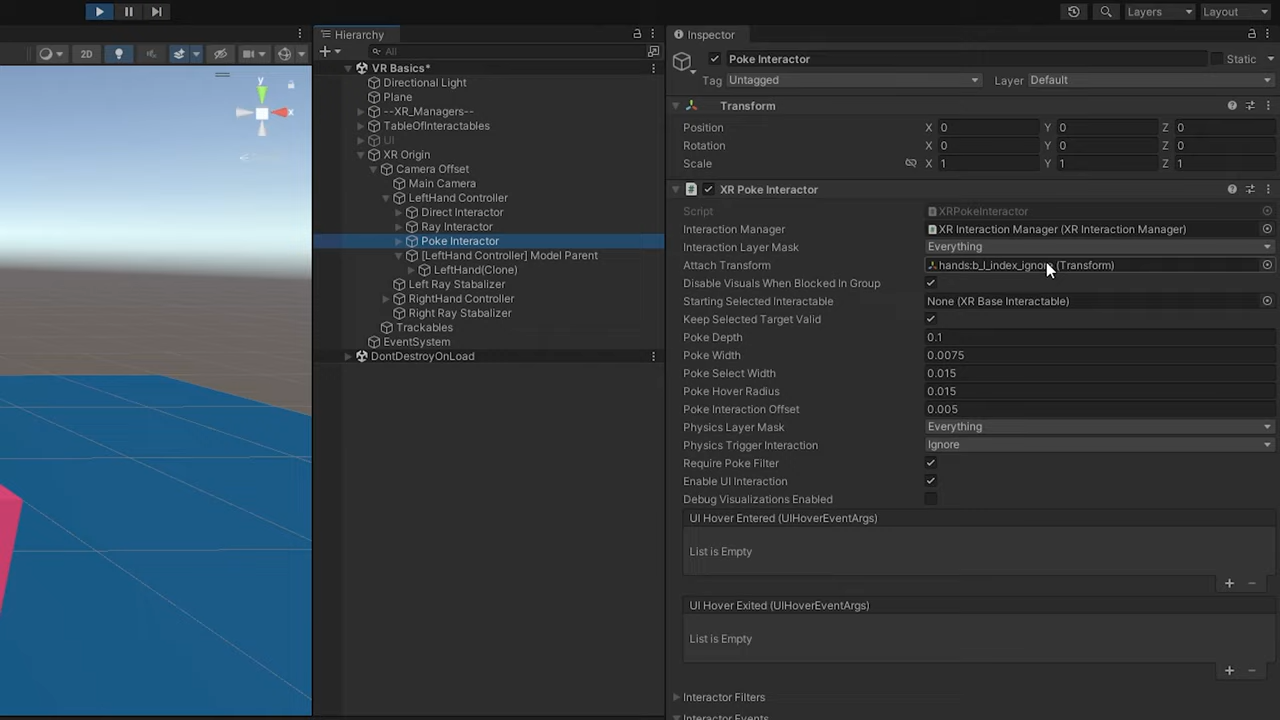 Layers
Layout
2D
y
x
Hierarchy
All
VR Basics*
Directional Light
Plane
--XR_Managers--
TableOfInteractables
UI
XR Origin
Camera Offset
Main Camera
LeftHand Controller
Direct Interactor
Ray Interactor
Poke Interactor
[LeftHand Controller] Model Parent
LeftHand(Clone)
Left Ray Stabalizer
RightHand Controller
Right Ray Stabalizer
Trackables
EventSystem
DontDestroyOnLoad
Inspector
Poke Interactor Static
Tag Untagged Layer Default
Transform
Position X 0 Y 0 Z 0
Rotation X 0 Y 0 Z 0
Scale X 1 Y 1 Z 1
XR Poke Interactor
Script XRPokeInteractor
Interaction Manager XR Interaction Manager (XR Interaction Manager)
Interaction Layer Mask Everything
Attach Transform hands:b_l_index_ignore (Transform)
Disable Visuals When Blocked In Group
Starting Selected Interactable None (XR Base Interactable)
Keep Selected Target Valid
Poke Depth 0.1
Poke Width 0.0075
Poke Select Width 0.015
Poke Hover Radius 0.015
Poke Interaction Offset 0.005
Physics Layer Mask Everything
Physics Trigger Interaction Ignore
Require Poke Filter
Enable UI Interaction
Debug Visualizations Enabled
UI Hover Entered (UIHoverEventArgs)
List is Empty
UI Hover Exited (UIHoverEventArgs)
List is Empty
Interactor Filters
Interactor Events